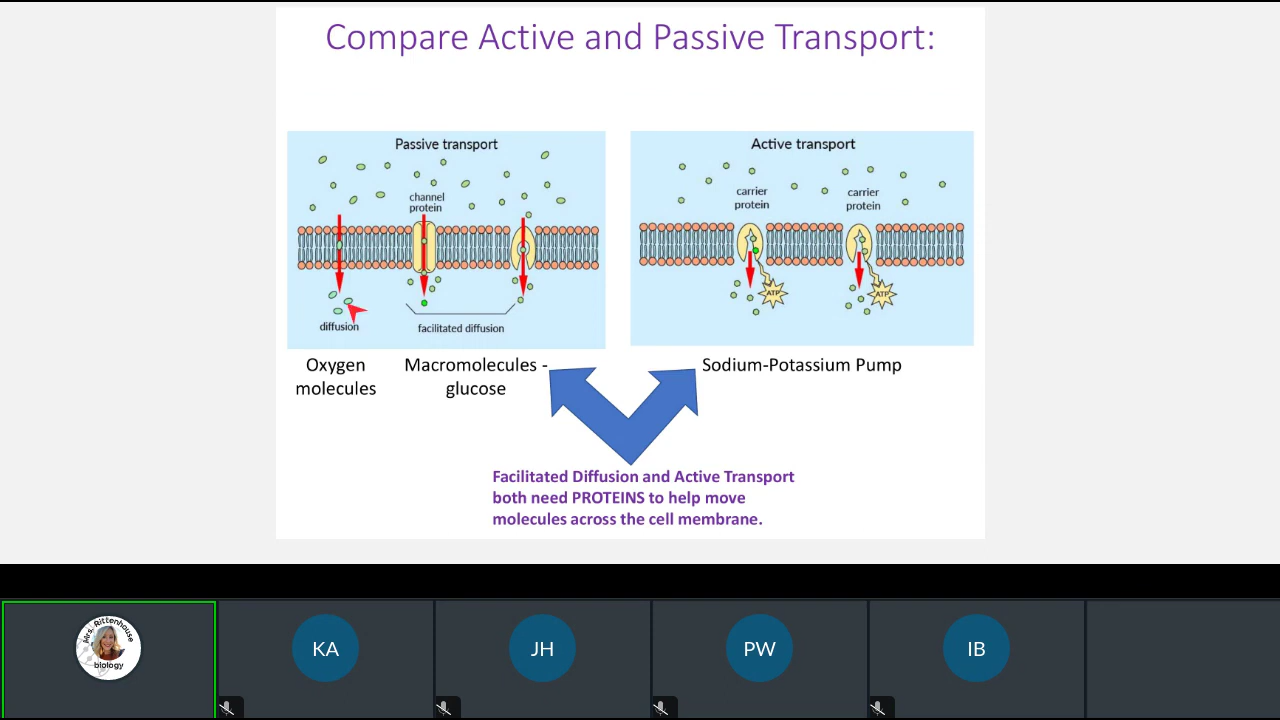 Compare Active and Passive Transport:
Passive transport
channel
protein
diffusion
facilitated diffusion
Active transport
carrier
protein
carrier
protein
ATP
ATP
Oxygen
molecules
Macromolecules -
glucose
Sodium-Potassium Pump
Facilitated Diffusion and Active Transport
both need PROTEINS to help move
molecules across the cell membrane.
Mrs. Rittenhouse
biology
KA
JH
PW
IB